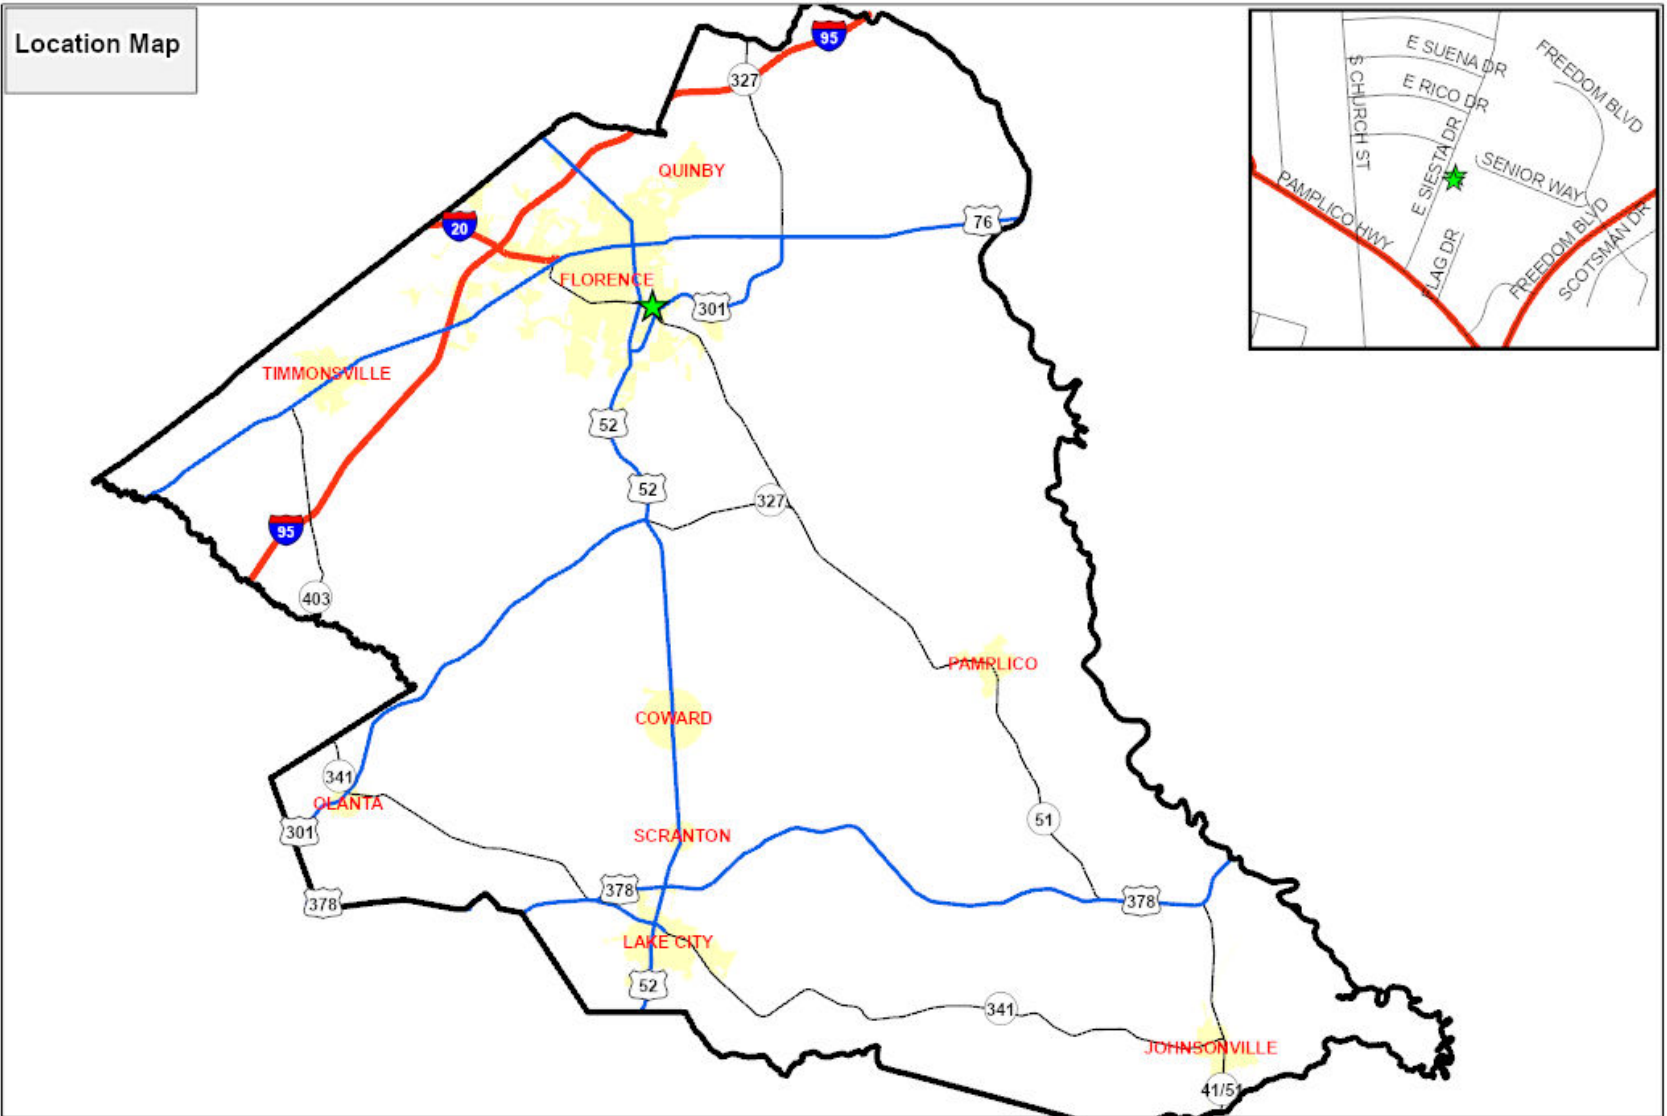 Location Map
95
327
QUINBY
20
76
FLORENCE
301
TIMMONSVILLE
52
52
327
95
403
PAMPLICO
COWARD
341
OLANTA
301
51
SCRANTON
378
378
378
LAKE CITY
52
341
JOHNSONVILLE
41/51
E SUENA DR
FREEDOM BLVD
S CHURCH ST
E RICO DR
E SIESTA DR
SENIOR WAY
PAMPLICO HWY
FLAG DR
FREEDOM BLVD
SCOTSMAN DR